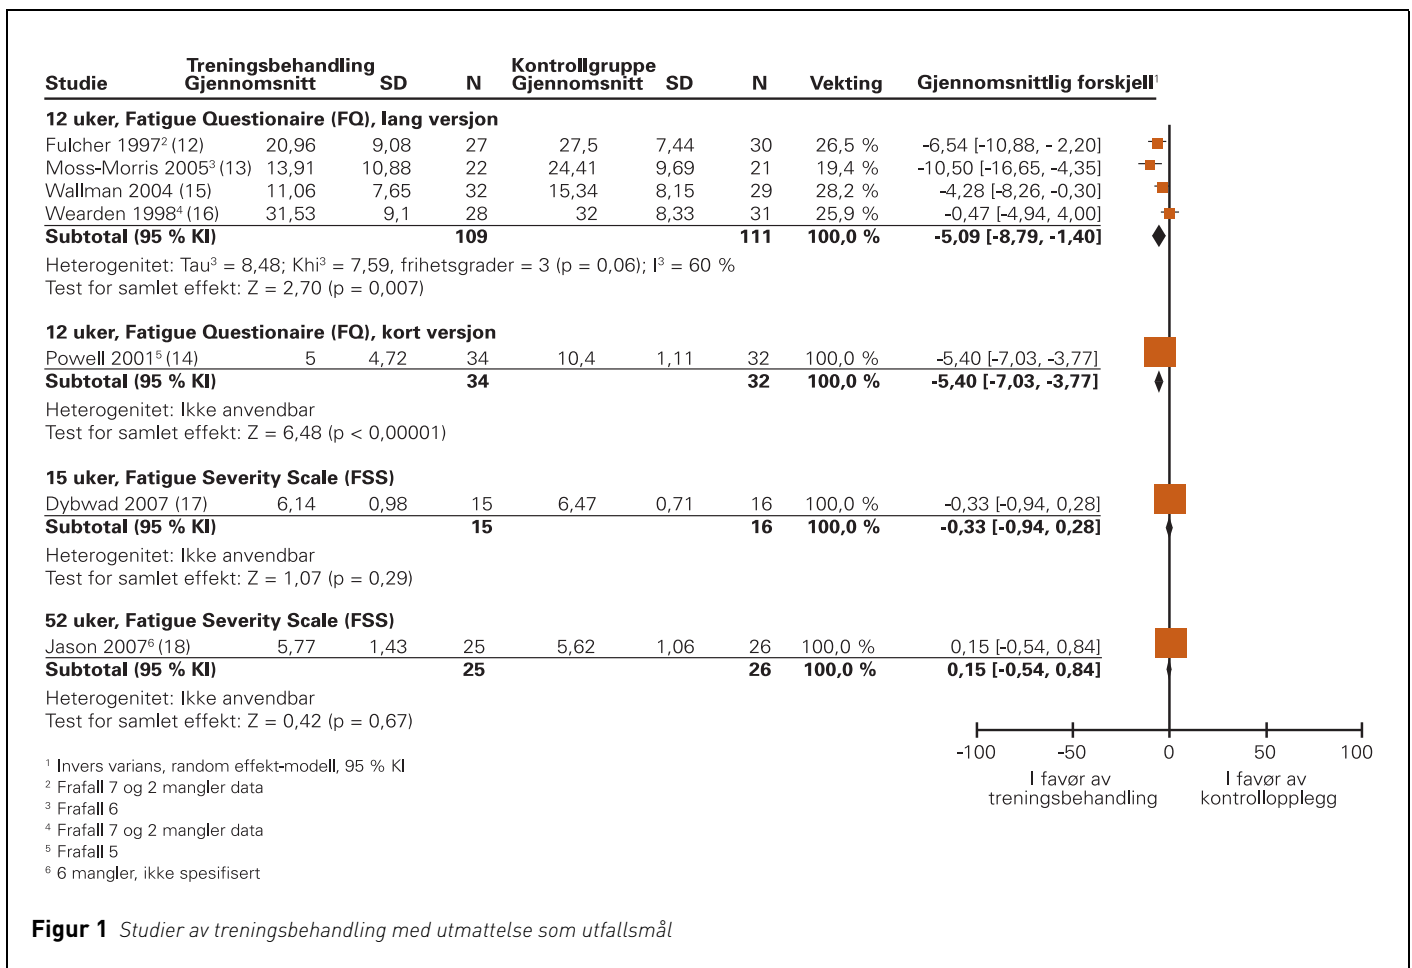 Treningsbehandling Kontrollgruppe
Studie Gjennomsnitt SD N Gjennomsnitt SD N Vekting Gjennomsnittlig forskjell¹
12 uker, Fatigue Questionaire (FQ), lang versjon
Fulcher 1997² (12) 20,96 9,08 27 27,5 7,44 30 26,5 % -6,54 [-10,88, - 2,20]
Moss-Morris 2005³ (13) 13,91 10,88 22 24,41 9,69 21 19,4 % -10,50 [-16,65, -4,35]
Wallman 2004 (15) 11,06 7,65 32 15,34 8,15 29 28,2 % -4,28 [-8,26, -0,30]
Wearden 1998⁴ (16) 31,53 9,1 28 32 8,33 31 25,9 % -0,47 [-4,94, 4,00]
Subtotal (95 % KI) 109 111 100,0 % -5,09 [-8,79, -1,40]
Heterogenitet: Tau³ = 8,48; Khi³ = 7,59, frihetsgrader = 3 (p = 0,06); I³ = 60 %
Test for samlet effekt: Z = 2,70 (p = 0,007)
12 uker, Fatigue Questionaire (FQ), kort versjon
Powell 2001⁵ (14) 5 4,72 34 10,4 1,11 32 100,0 % -5,40 [-7,03, -3,77]
Subtotal (95 % KI) 34 32 100,0 % -5,40 [-7,03, -3,77]
Heterogenitet: Ikke anvendbar
Test for samlet effekt: Z = 6,48 (p < 0,00001)
15 uker, Fatigue Severity Scale (FSS)
Dybwad 2007 (17) 6,14 0,98 15 6,47 0,71 16 100,0 % -0,33 [-0,94, 0,28]
Subtotal (95 % KI) 15 16 100,0 % -0,33 [-0,94, 0,28]
Heterogenitet: Ikke anvendbar
Test for samlet effekt: Z = 1,07 (p = 0,29)
52 uker, Fatigue Severity Scale (FSS)
Jason 2007⁶ (18) 5,77 1,43 25 5,62 1,06 26 100,0 % 0,15 [-0,54, 0,84]
Subtotal (95 % KI) 25 26 100,0 % 0,15 [-0,54, 0,84]
Heterogenitet: Ikke anvendbar
Test for samlet effekt: Z = 0,42 (p = 0,67)
-100 -50 0 50 100
I favør av I favør av
treningsbehandling kontrollopplegg
¹ Invers varians, random effekt-modell, 95 % KI
² Frafall 7 og 2 mangler data
³ Frafall 6
⁴ Frafall 7 og 2 mangler data
⁵ Frafall 5
⁶ 6 mangler, ikke spesifisert
Figur 1 Studier av treningsbehandling med utmattelse som utfallsmål